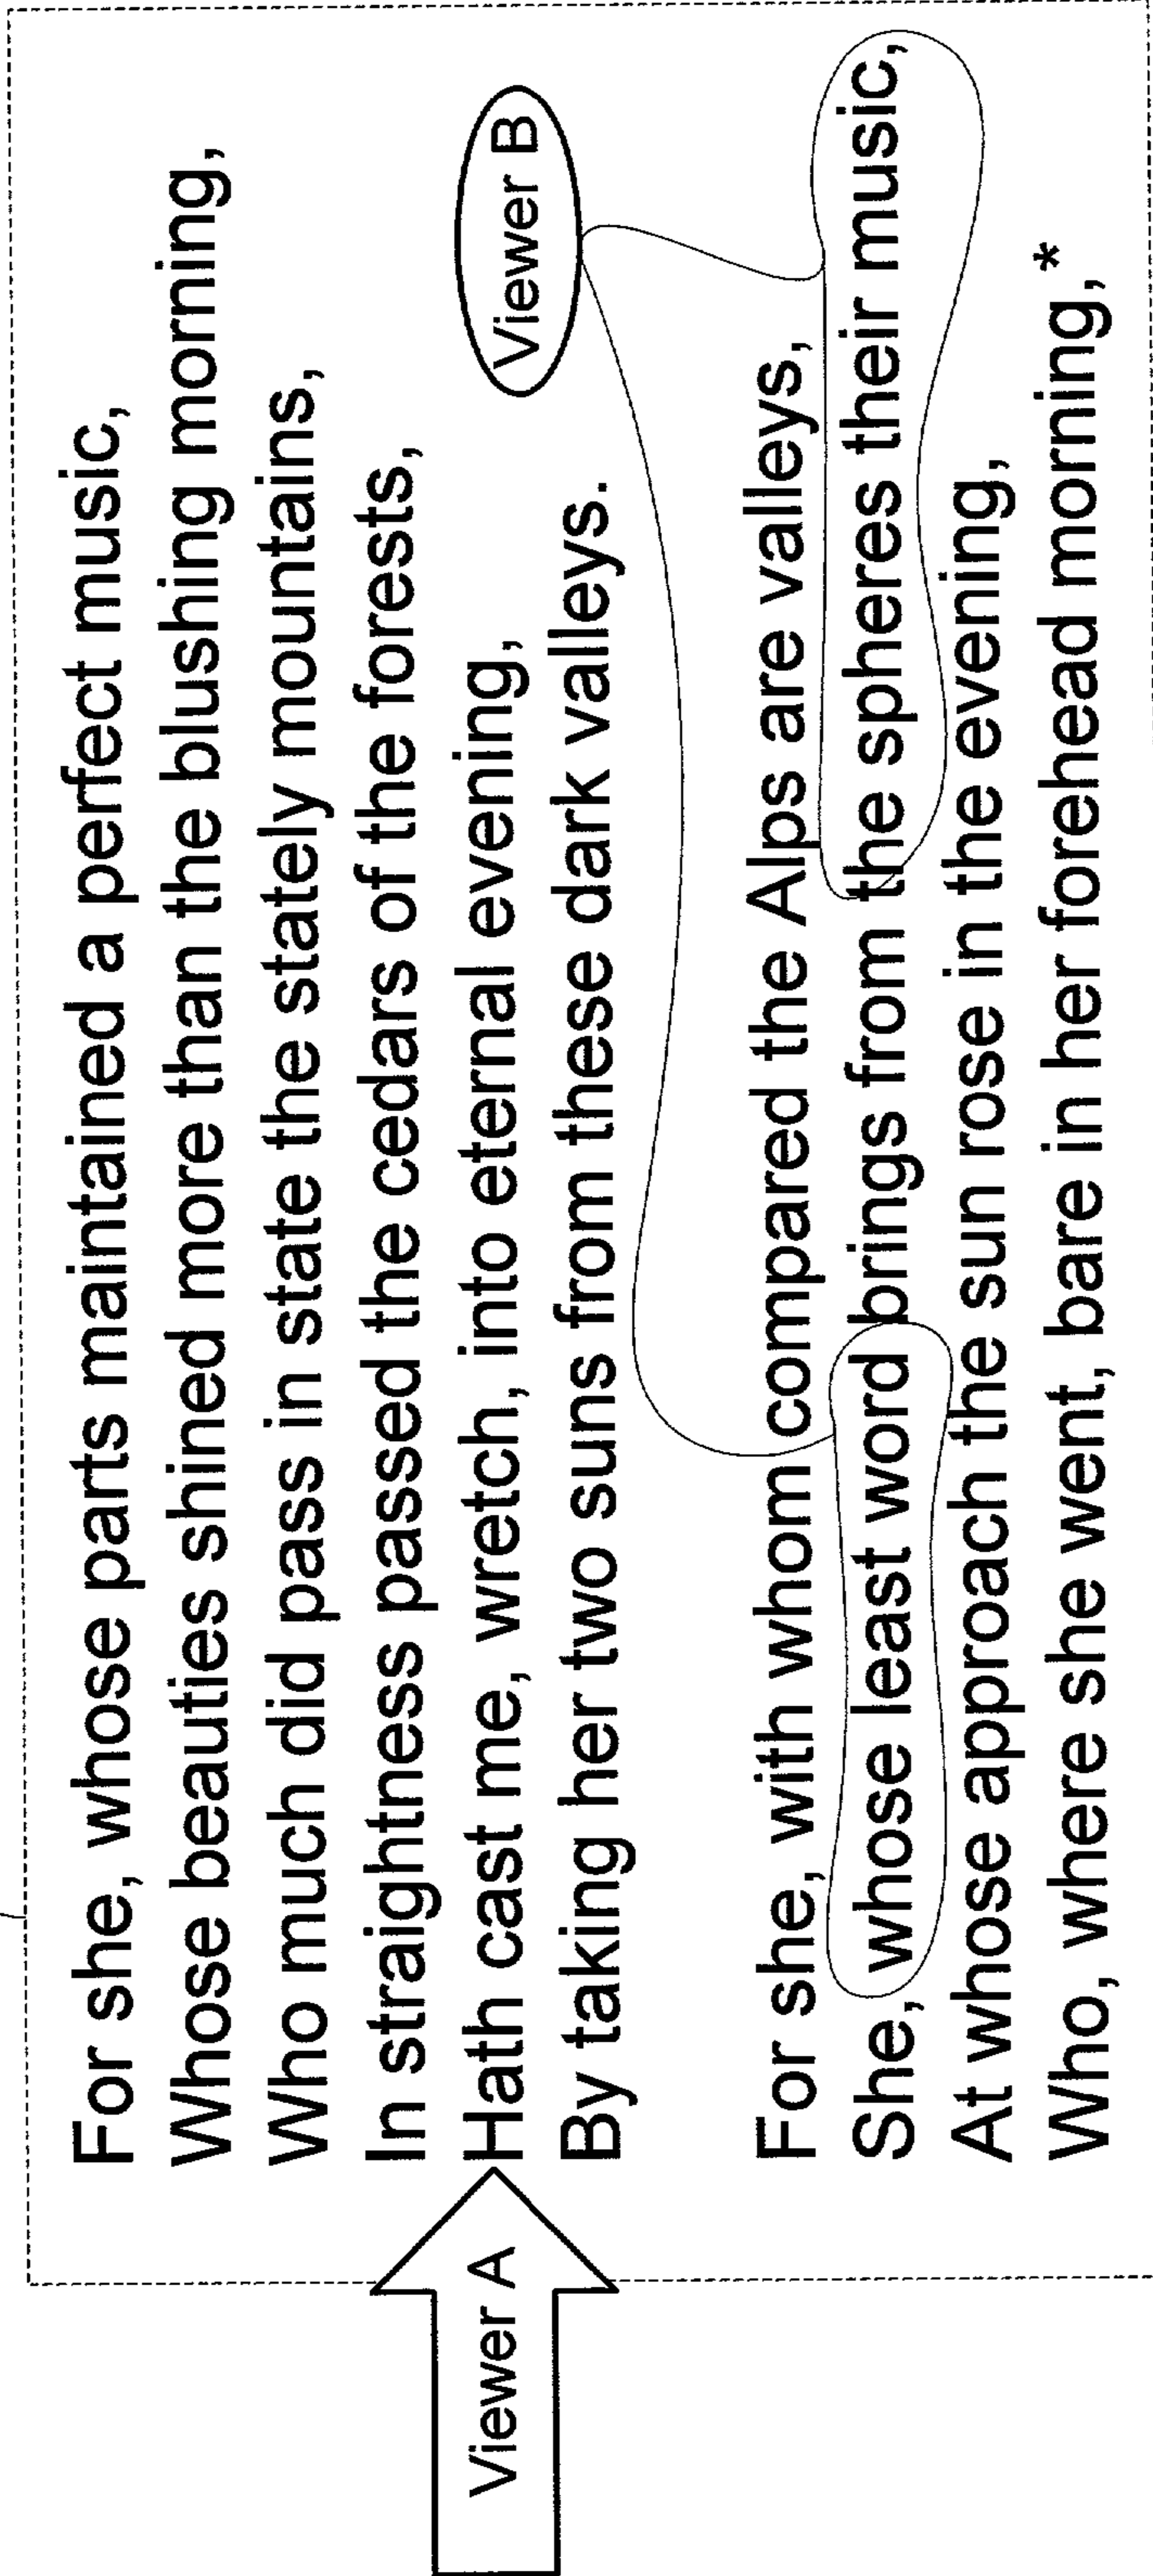 For she, whose parts maintained a perfect music,
Whose beauties shined more than the blushing morning,
Who much did pass in state the stately mountains,
In straightness passed the cedars of the forests,
Viewer A
Hath cast me, wretch, into eternal evening,
Viewer B
By taking her two suns from these dark valleys.
For she, with whom compared the Alps are valleys,
She, whose least word brings from the spheres their music,
At whose approach the sun rose in the evening,
Who, where she went, bare in her forehead morning,*